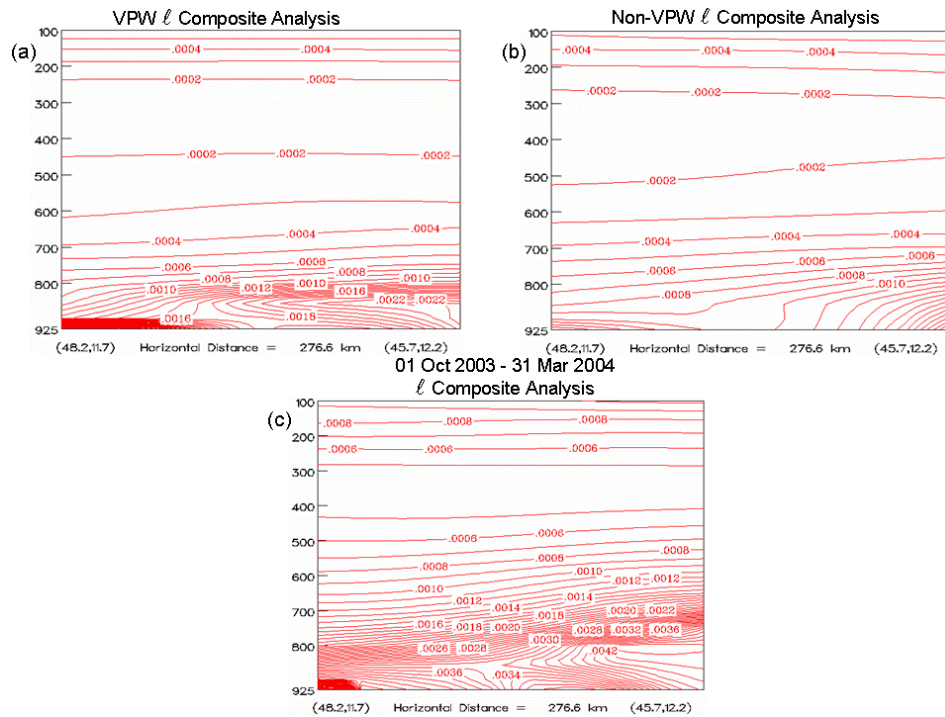 VPW ℓ Composite Analysis
(a)
100
200
300
400
500
600
700
800
925
.0004 .0004
.0002 .0002
.0002 .0002 .0002
.0004 .0004 .0004
.0006 .0006
.0008 .0008
.0010 .0012 .0010 .0010
.0016
.0022 .0022
.0016 .0018
(48.2,11.7) Horizontal Distance = 276.6 km (45.7,12.2)
Non-VPW ℓ Composite Analysis
(b)
100
200
300
400
500
600
700
800
925
.0004 .0004 .0004
.0002 .0002 .0002
.0002 .0002
.0004 .0004 .0004
.0006 .0006
.0006 .0008
.0008 .0010
(48.2,11.7) Horizontal Distance = 276.6 km (45.7,12.2)
01 Oct 2003 - 31 Mar 2004
ℓ Composite Analysis
(c)
100
200
300
400
500
600
700
800
925
.0008 .0008 .0008
.0006 .0006 .0006
.0006 .0006
.0008 .0008
.0010 .0010
.0012 .0012 .0012
.0014 .0014
.0016 .0018 .0020 .0018 .0020 .0022
.0026 .0028 .0030 .0028 .0032 .0036
.0042
.0036 .0034
(48.2,11.7) Horizontal Distance = 276.6 km (45.7,12.2)